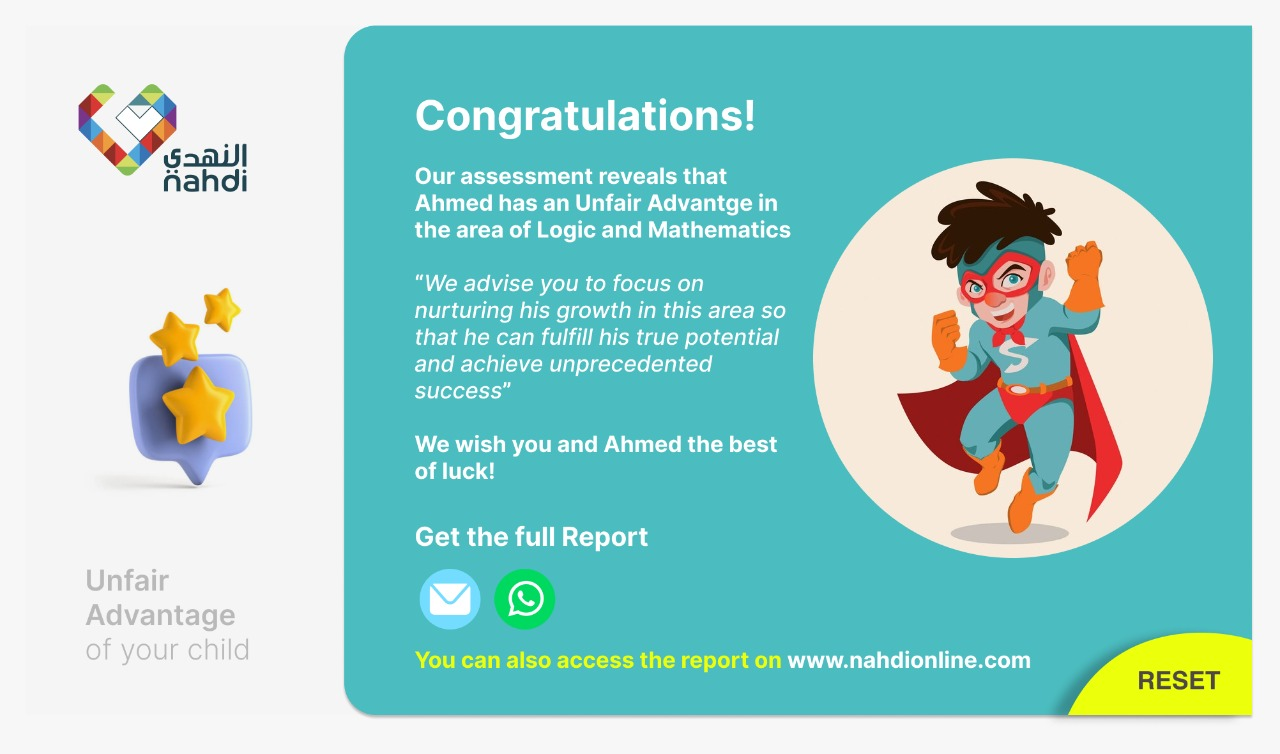 النهدي
nahdi
Unfair
Advantage
of your child
Congratulations!
Our assessment reveals that
Ahmed has an Unfair Advantge in
the area of Logic and Mathematics
“We advise you to focus on
nurturing his growth in this area so
that he can fulfill his true potential
and achieve unprecedented
success”
We wish you and Ahmed the best
of luck!
Get the full Report
You can also access the report on www.nahdionline.com
S
RESET